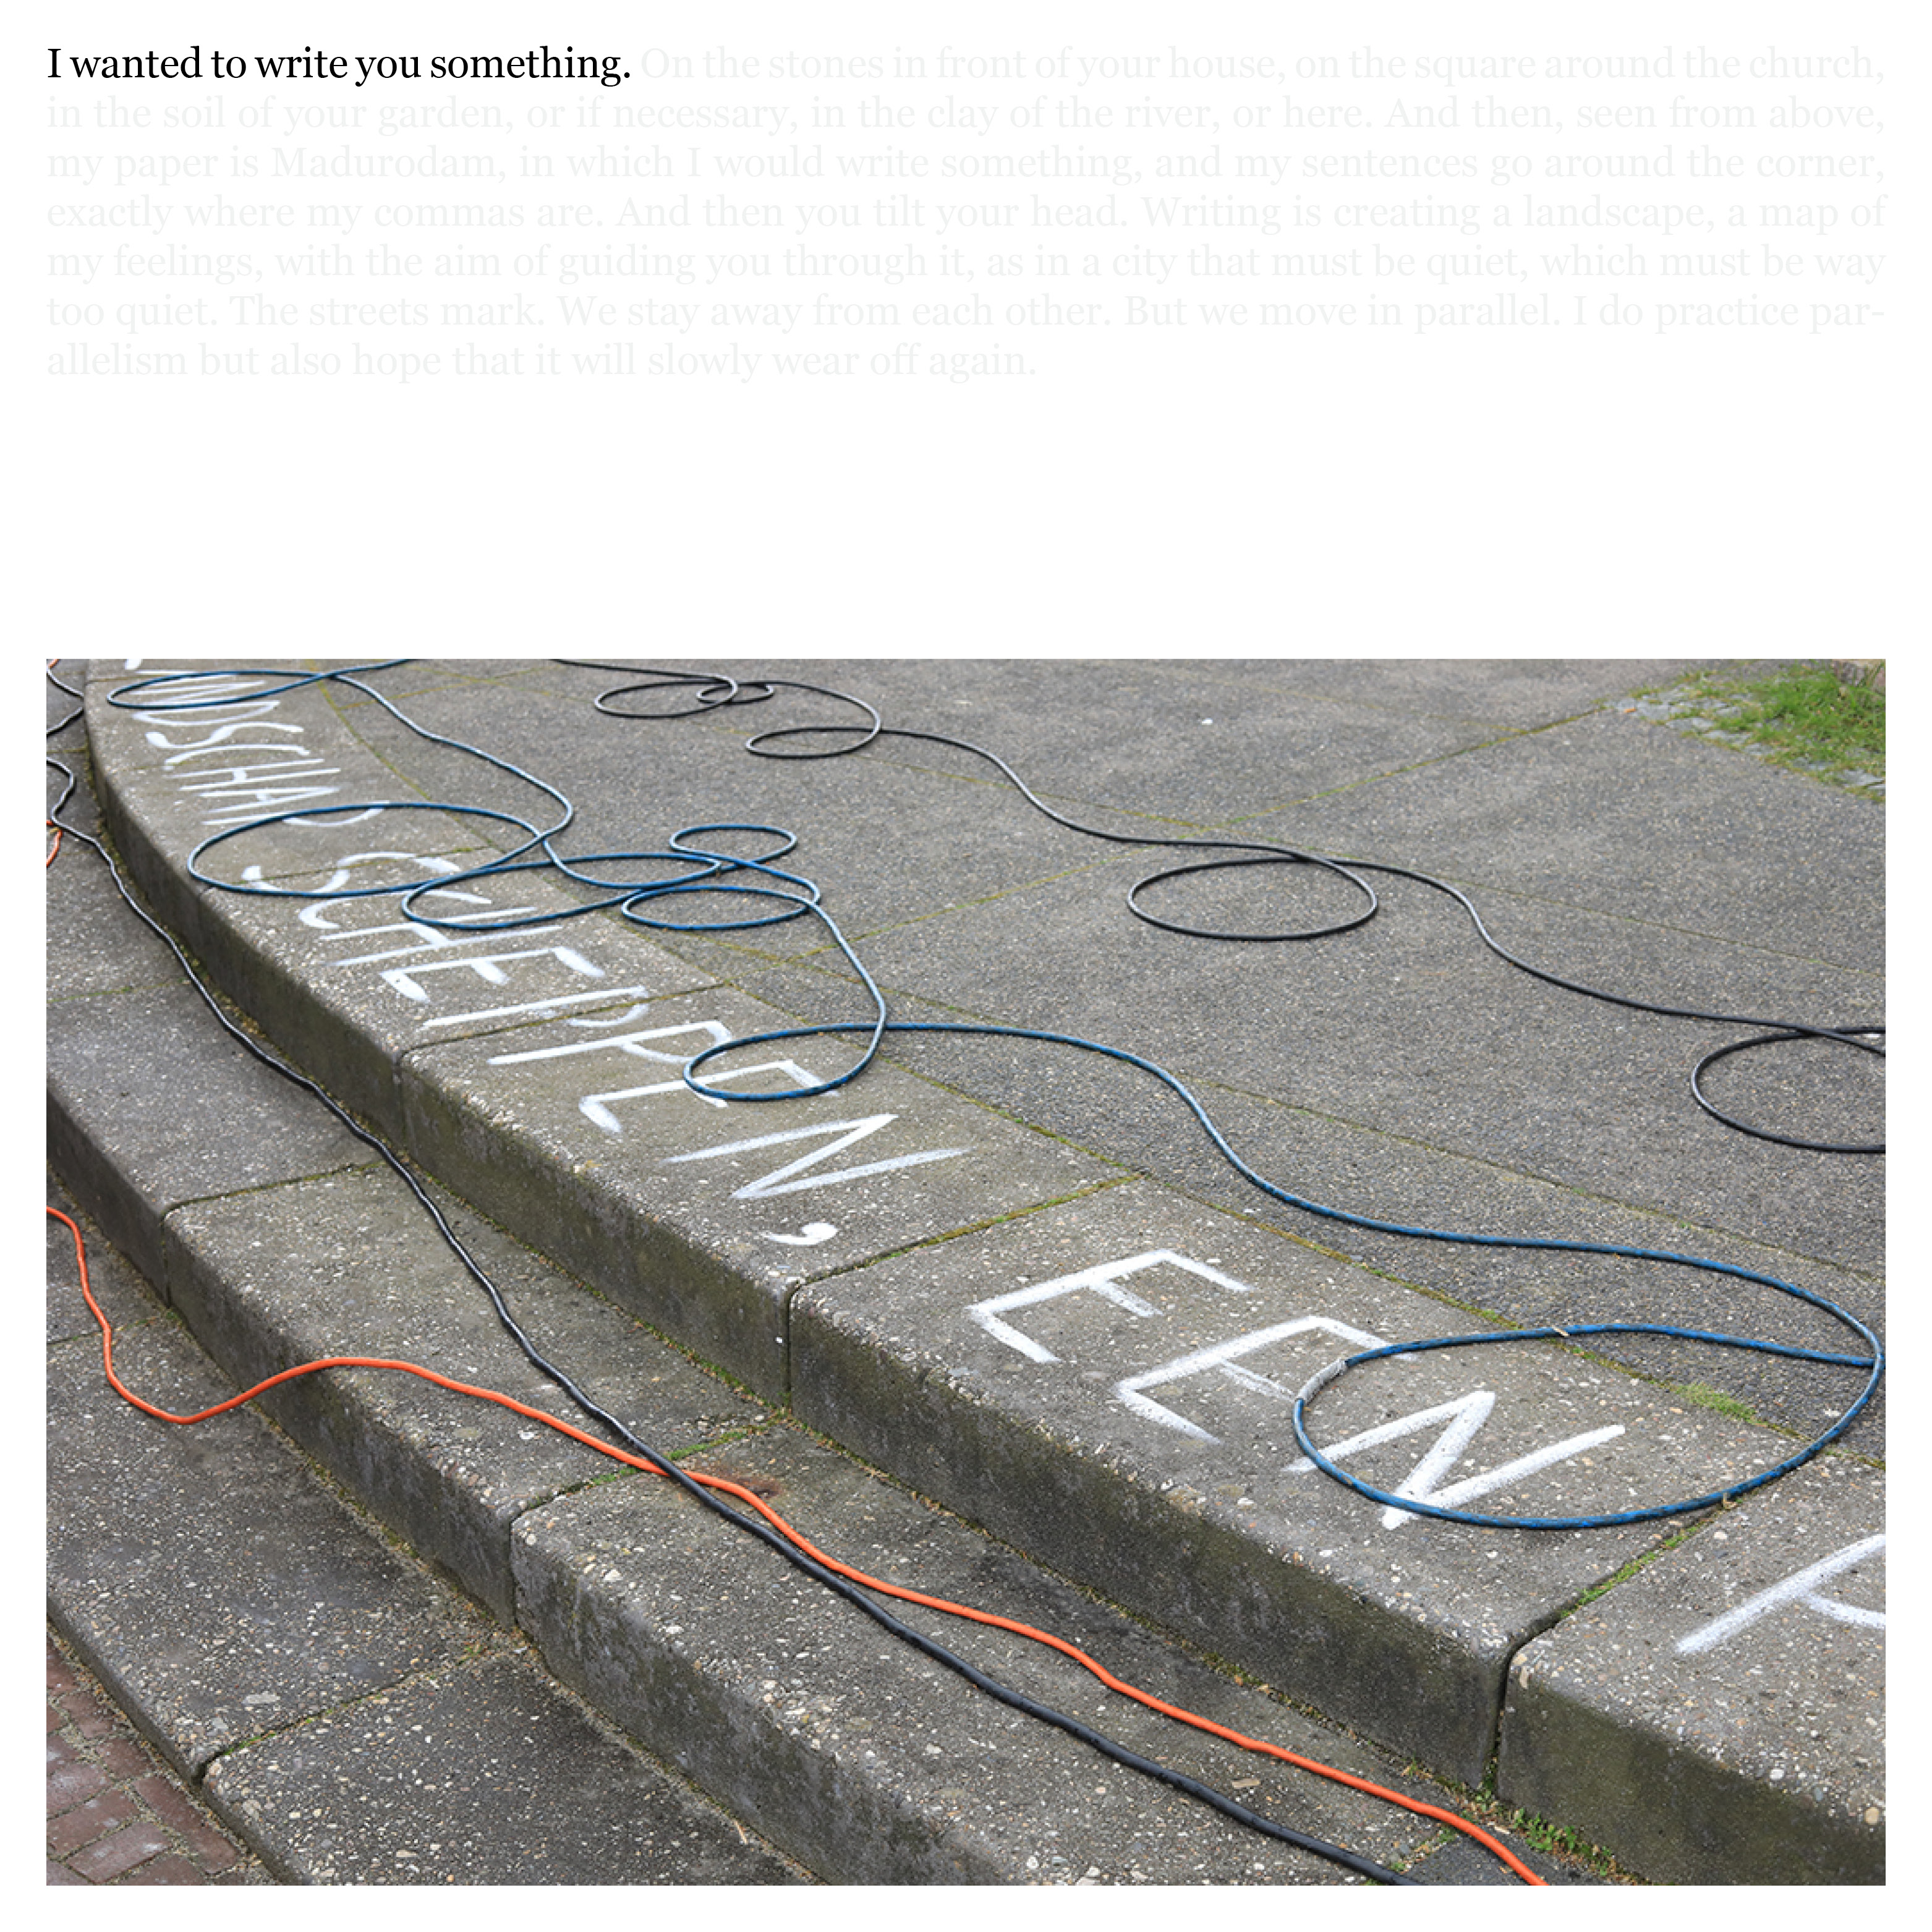 I wanted to write you something. On the stones in front of your house, on the square around the church,
in the soil of your garden, or if necessary, in the clay of the river, or here. And then, seen from above,
my paper is Madurodam, in which I would write something, and my sentences go around the corner,
exactly where my commas are. And then you tilt your head. Writing is creating a landscape, a map of
my feelings, with the aim of guiding you through it, as in a city that must be quiet, which must be way
too quiet. The streets mark. We stay away from each other. But we move in parallel. I do practice par-
allelism but also hope that it will slowly wear off again.
NDSCHAP SCHEPPEN, EEN P